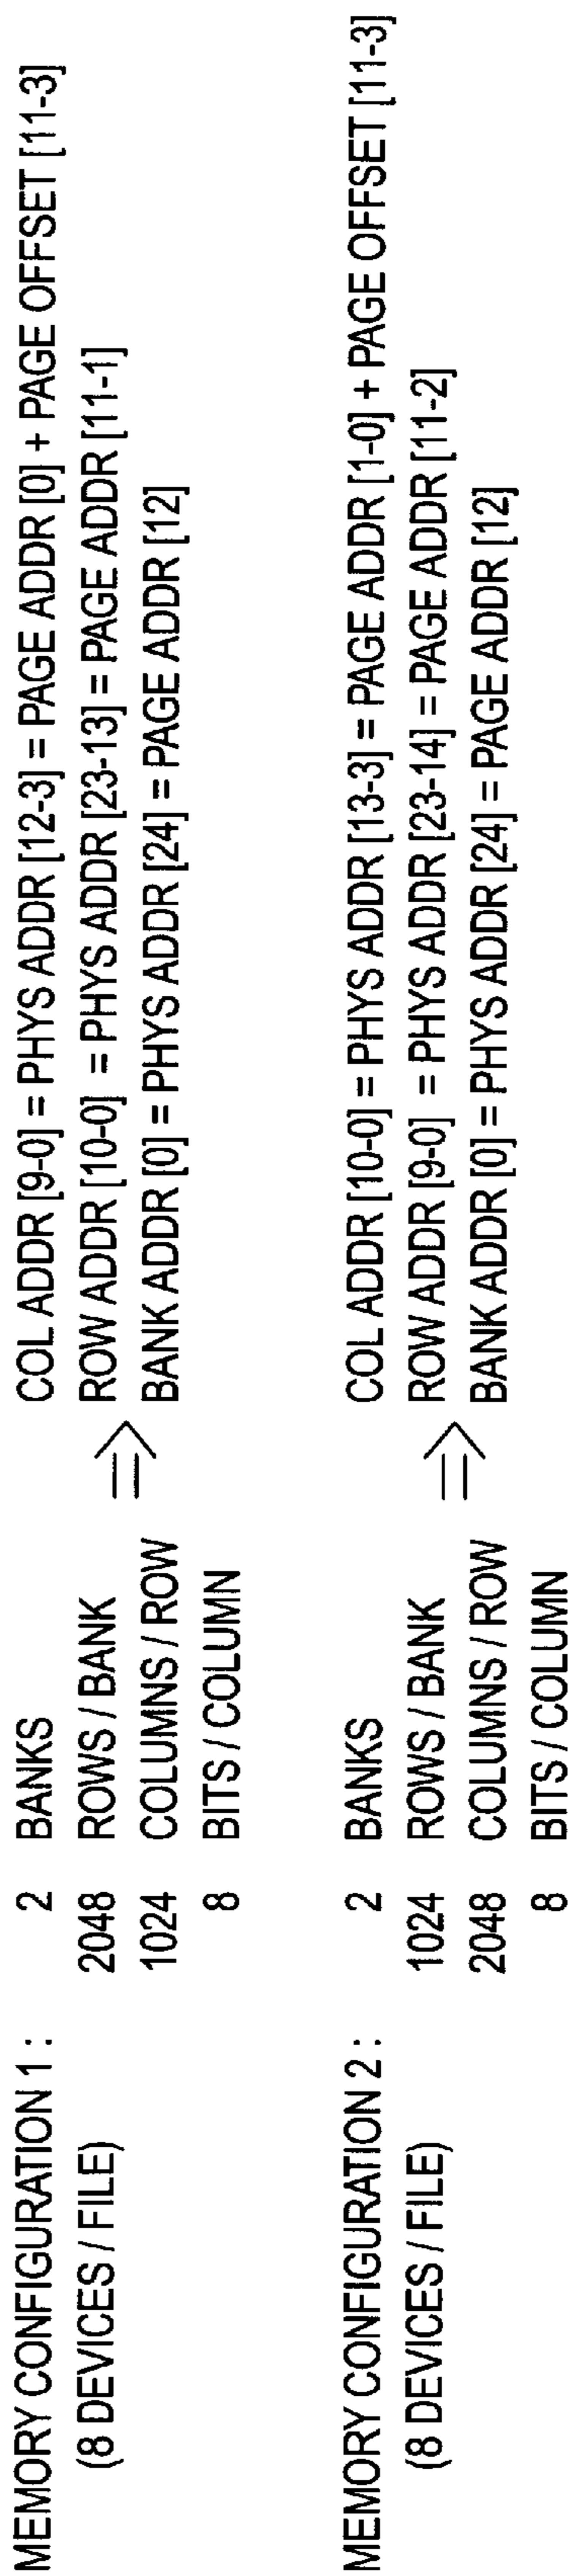 MEMORY CONFIGURATION 1 : 2 BANKS COL ADDR [9-0] = PHYS ADDR [12-3] = PAGE ADDR [0] + PAGE OFFSET [11-3]
(8 DEVICES / FILE) 2048 ROWS / BANK ROW ADDR [10-0] = PHYS ADDR [23-13] = PAGE ADDR [11-1]
1024 COLUMNS / ROW ⇒ BANK ADDR [0] = PHYS ADDR [24] = PAGE ADDR [12]
8 BITS / COLUMN
MEMORY CONFIGURATION 2 : 2 BANKS COL ADDR [10-0] = PHYS ADDR [13-3] = PAGE ADDR [1-0] + PAGE OFFSET [11-3]
(8 DEVICES / FILE) 1024 ROWS / BANK ROW ADDR [9-0] = PHYS ADDR [23-14] = PAGE ADDR [11-2]
2048 COLUMNS / ROW ⇒ BANK ADDR [0] = PHYS ADDR [24] = PAGE ADDR [12]
8 BITS / COLUMN